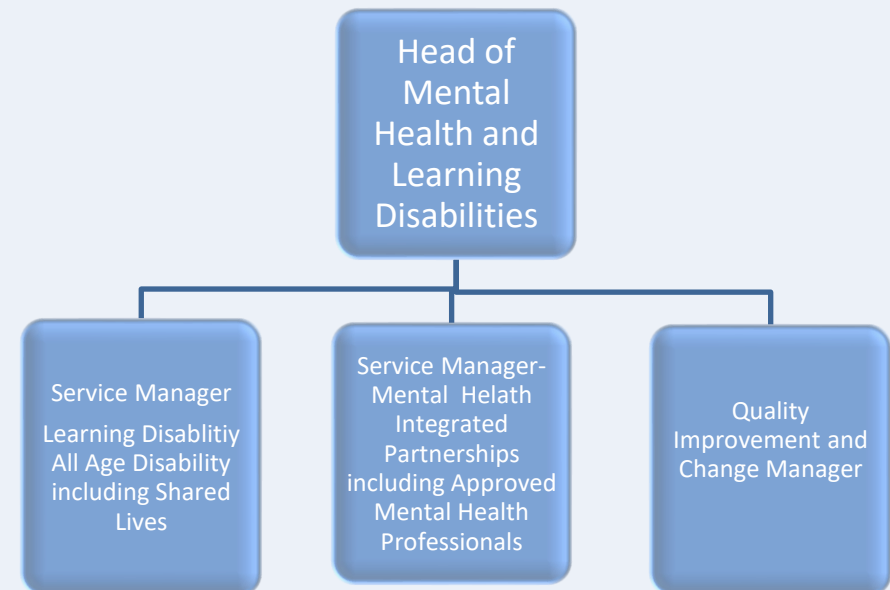 Head of
Mental
Health and
Learning
Disabilities
Service Manager
Learning Disablitiy
All Age Disability
including Shared
Lives
Service Manager-
Mental Helath
Integrated
Partnerships
including Approved
Mental Health
Professionals
Quality
Improvement and
Change Manager